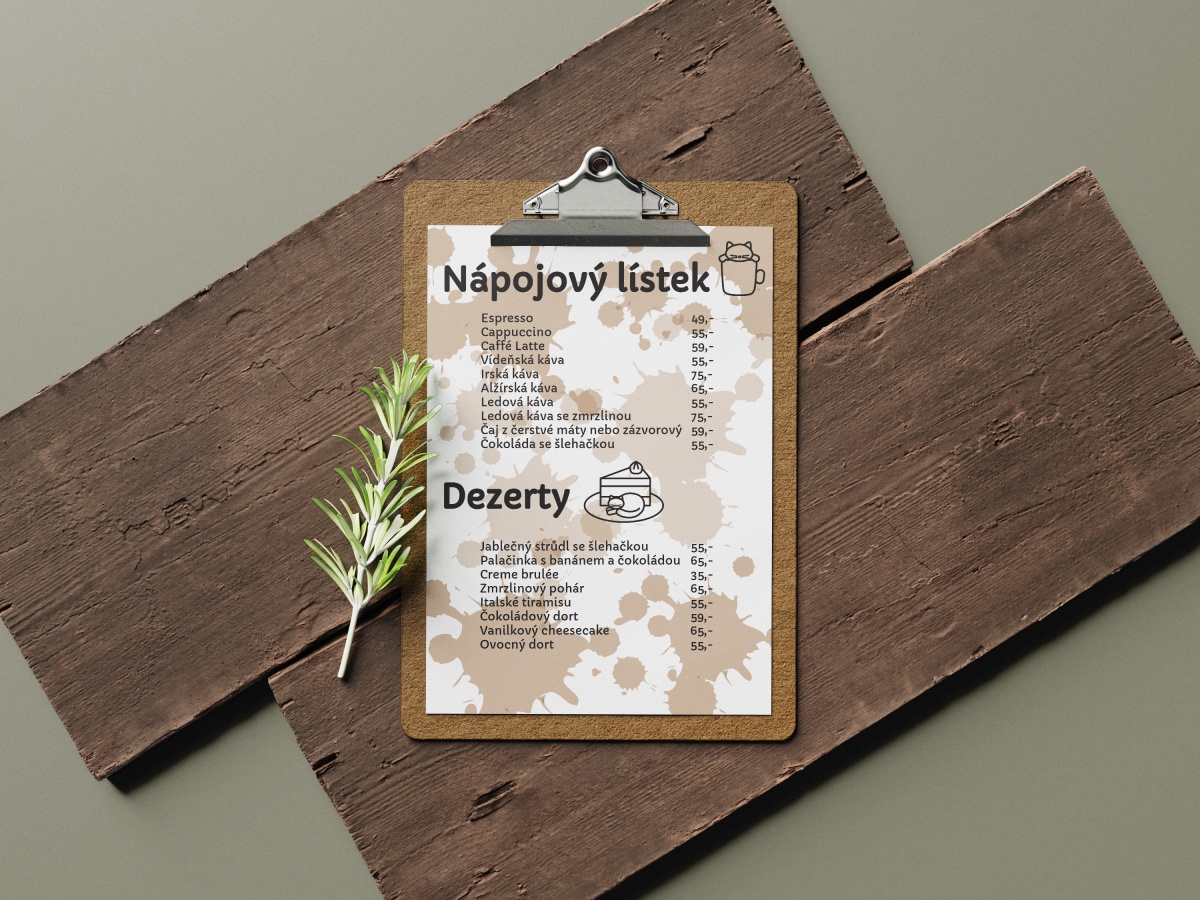 Nápojový lístek
Espresso 49,-
Cappuccino 55,-
Caffé Latte 59,-
Vídeňská káva 55,-
Irská káva 75,-
Alžírská káva 65,-
Ledová káva 55,-
Ledová káva se zmrzlinou 75,-
Čaj z čerstvé máty nebo zázvorový 59,-
Čokoláda se šlehačkou 55,-
Dezerty
Jablečný strůdl se šlehačkou 55,-
Palačinka s banánem a čokoládou 65,-
Creme brulée 35,-
Zmrzlinový pohár 65,-
Italské tiramisu 55,-
Čokoládový dort 59,-
Vanilkový cheesecake 65,-
Ovocný dort 55,-